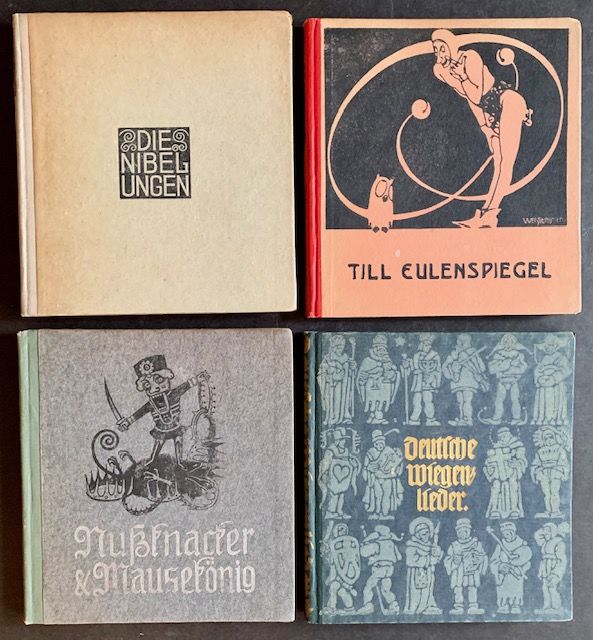 DIE
NIBEL
UNGEN
TILL EULENSPIEGEL
Nußknacker
& Mausekönig
Deutsche
wiegen-
lieder.